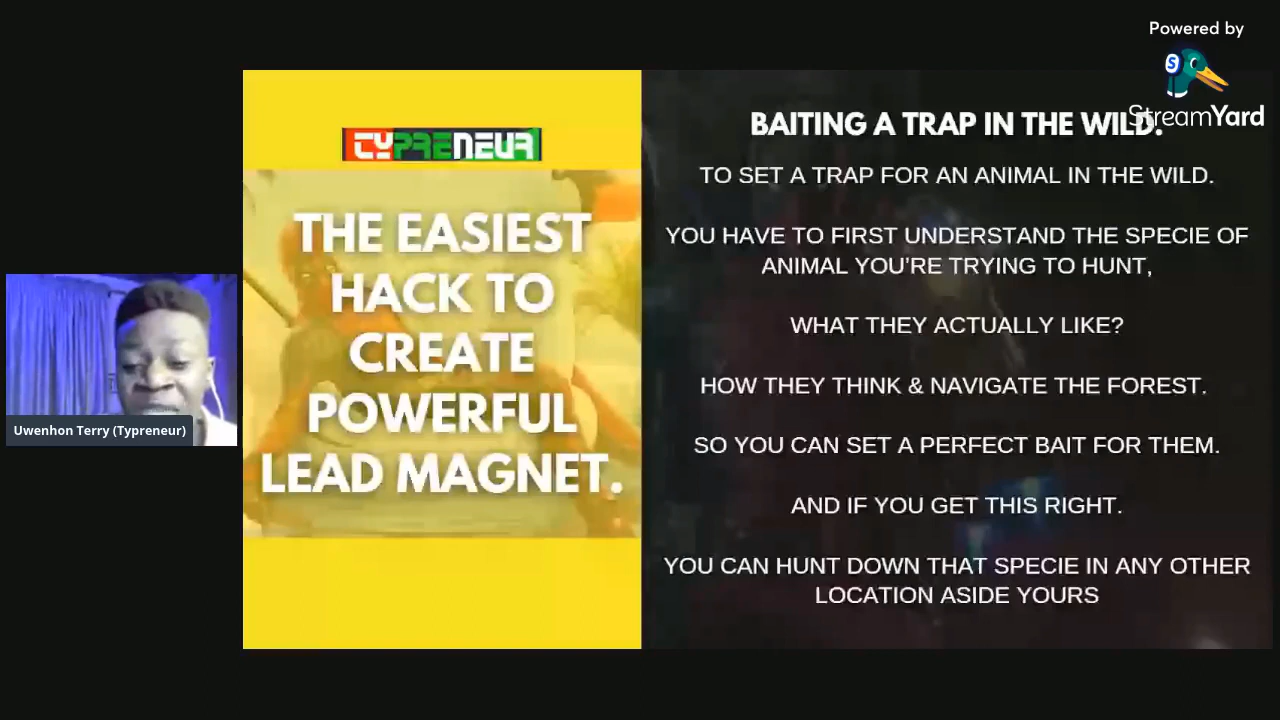 Powered by
StreamYard
TYPRENEUR
THE EASIEST
HACK TO
CREATE
POWERFUL
LEAD MAGNET.
BAITING A TRAP IN THE WILD.
TO SET A TRAP FOR AN ANIMAL IN THE WILD.
YOU HAVE TO FIRST UNDERSTAND THE SPECIE OF
ANIMAL YOU'RE TRYING TO HUNT,
WHAT THEY ACTUALLY LIKE?
HOW THEY THINK & NAVIGATE THE FOREST.
SO YOU CAN SET A PERFECT BAIT FOR THEM.
AND IF YOU GET THIS RIGHT.
YOU CAN HUNT DOWN THAT SPECIE IN ANY OTHER
LOCATION ASIDE YOURS
Uwenhon Terry (Typreneur)